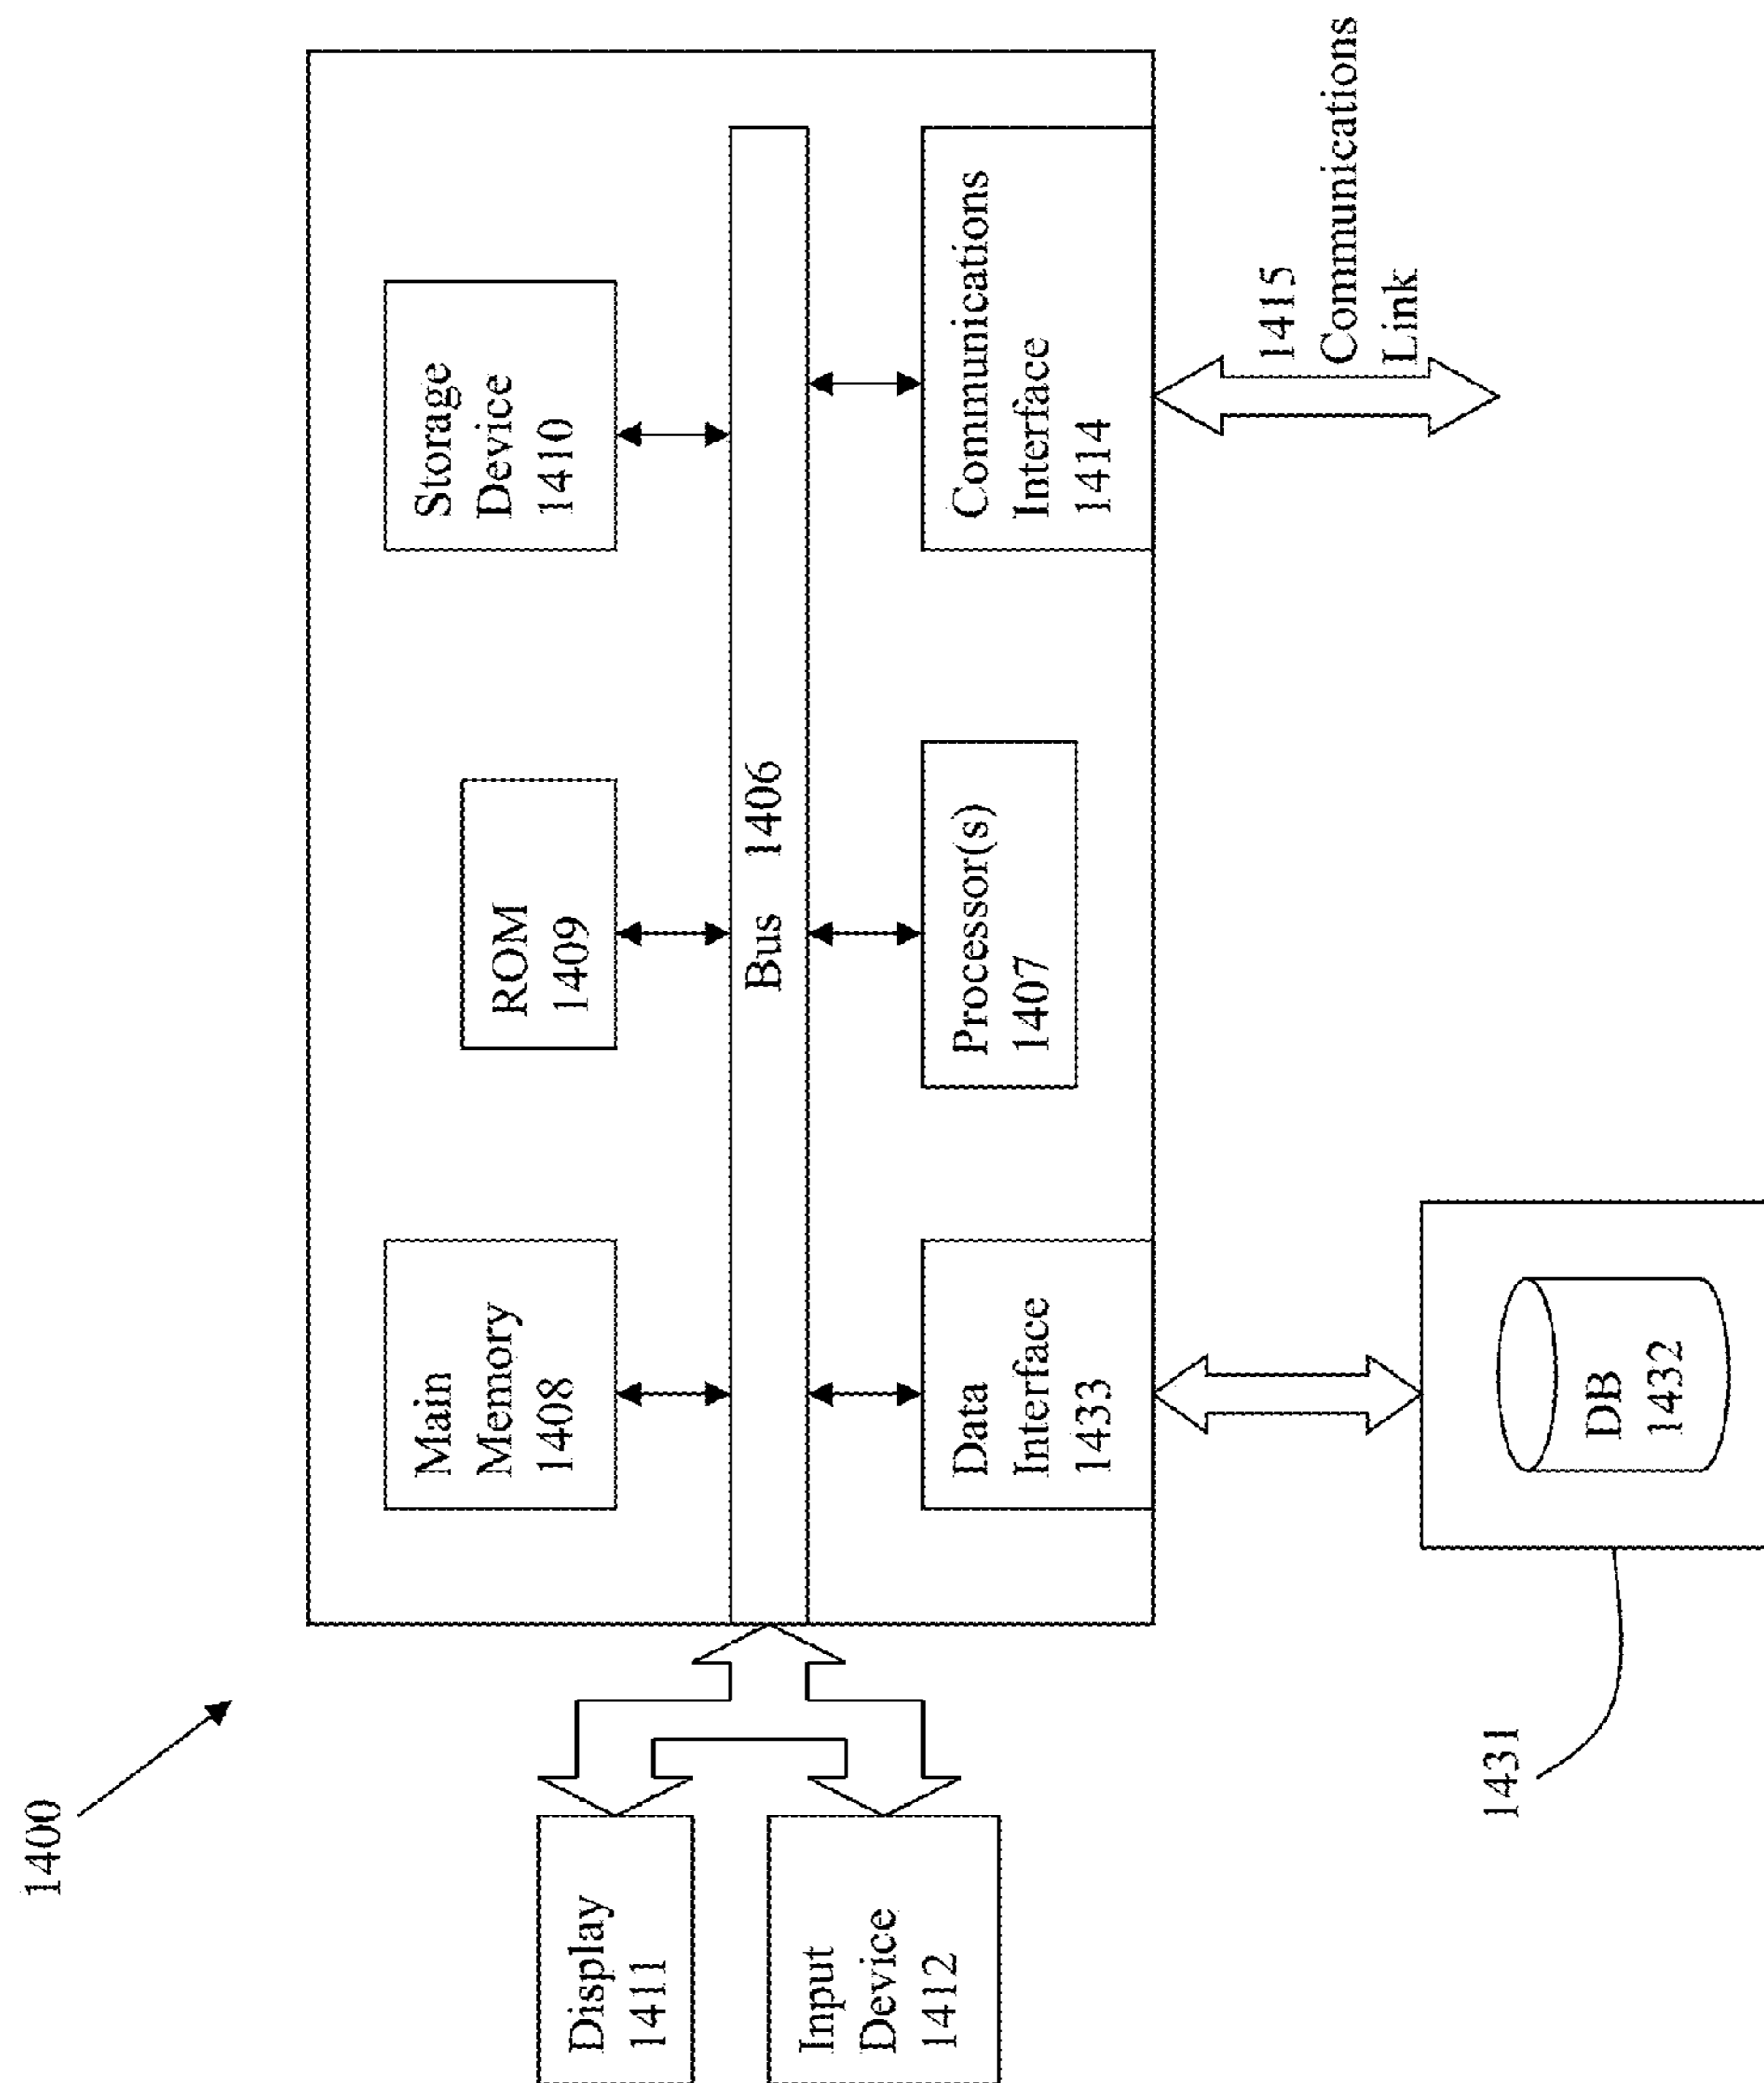 1400
Display
1411
Input
Device
1412
Main
Memory
1408
ROM
1409
Storage
Device
1410
Bus 1406
Data
Interface
1433
Processor(s)
1407
Communications
Interface
1414
1415
Communications
Link
DB
1432
1431